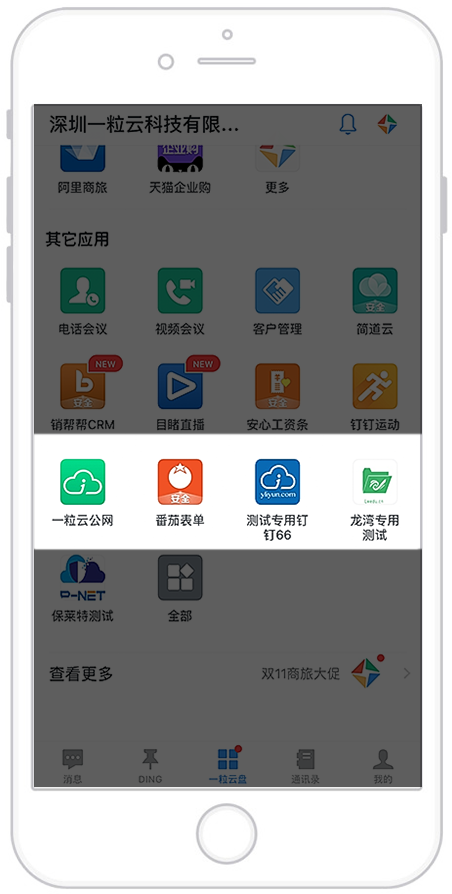 深圳一粒云科技有限...
企业购
阿里商旅
天猫企业购
更多
其它应用
安全
电话会议
视频会议
客户管理
简道云
NEW
NEW
安全
安全
销帮帮CRM
目睹直播
安心工资条
钉钉运动
yliyun.com
安全
一粒云公网
番茄表单
测试专用钉
钉66
龙湾专用
测试
P-NET
保莱特测试
全部
查看更多
双11商旅大促
消息
DING
一粒云盘
通讯录
我的